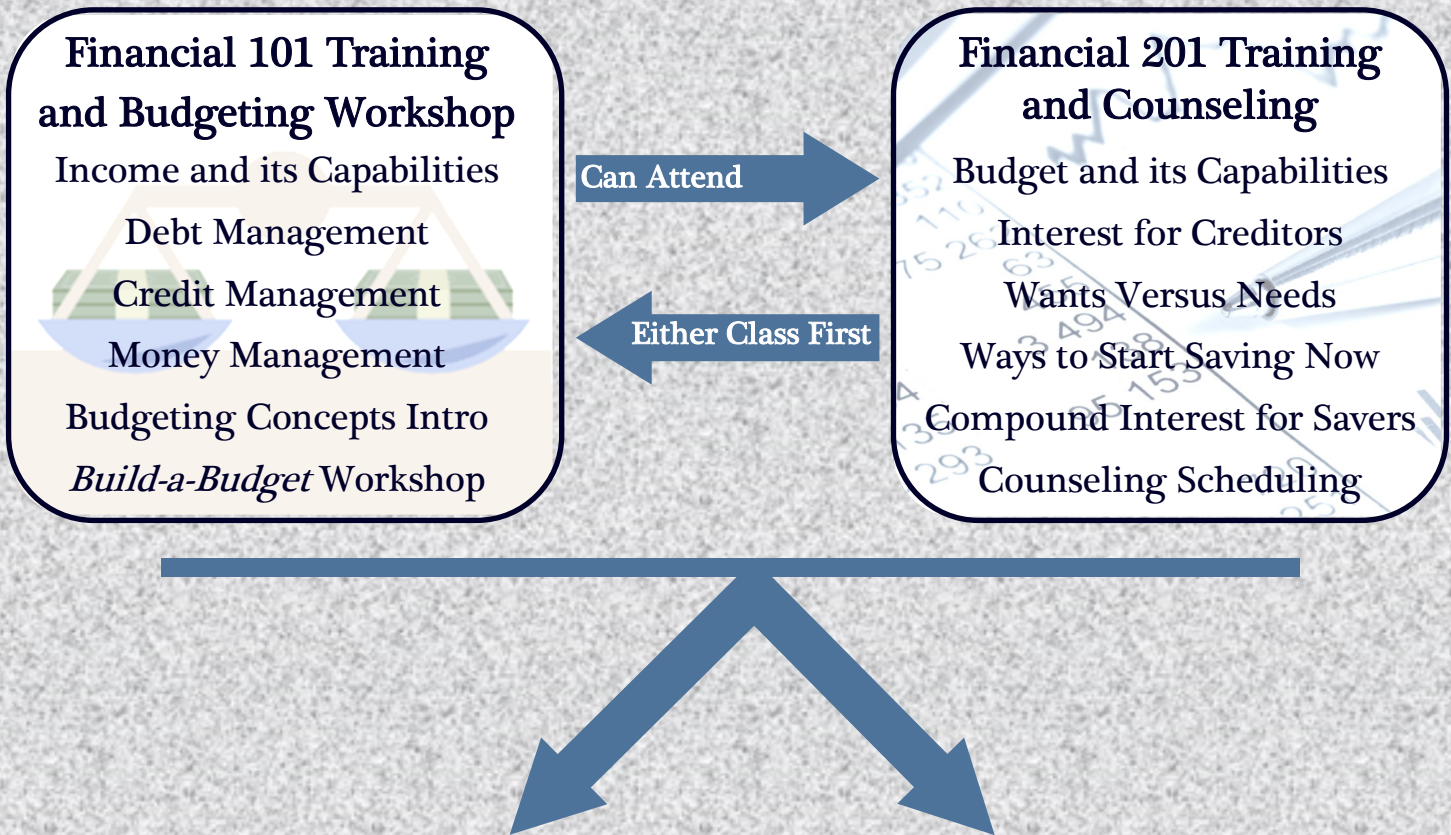 Financial 101 Training
and Budgeting Workshop
Income and its Capabilities
Debt Management
Credit Management
Money Management
Budgeting Concepts Intro
Build-a-Budget Workshop
Can Attend
Either Class First
Financial 201 Training
and Counseling
Budget and its Capabilities
Interest for Creditors
Wants Versus Needs
Ways to Start Saving Now
Compound Interest for Savers
Counseling Scheduling